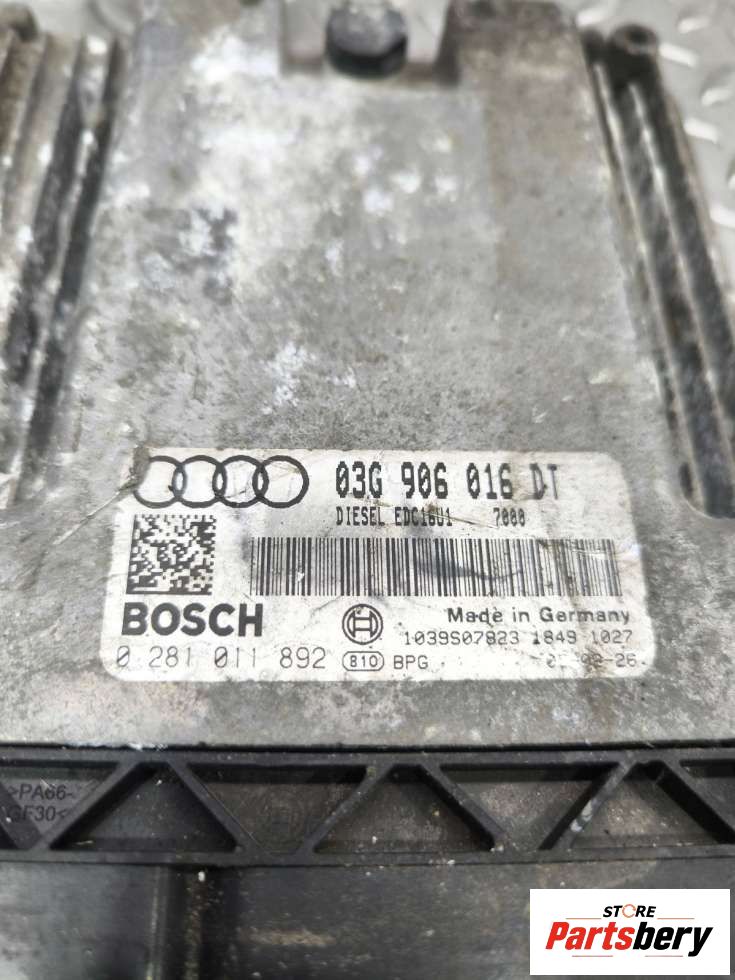 03G 906 016 DT
DIESEL EDC16U1 7000
BOSCH
Made in Germany
1039S07823 1849 1027
0 281 011 892 B10 BPG
>PA66-
GF30<
STORE
Partsbery